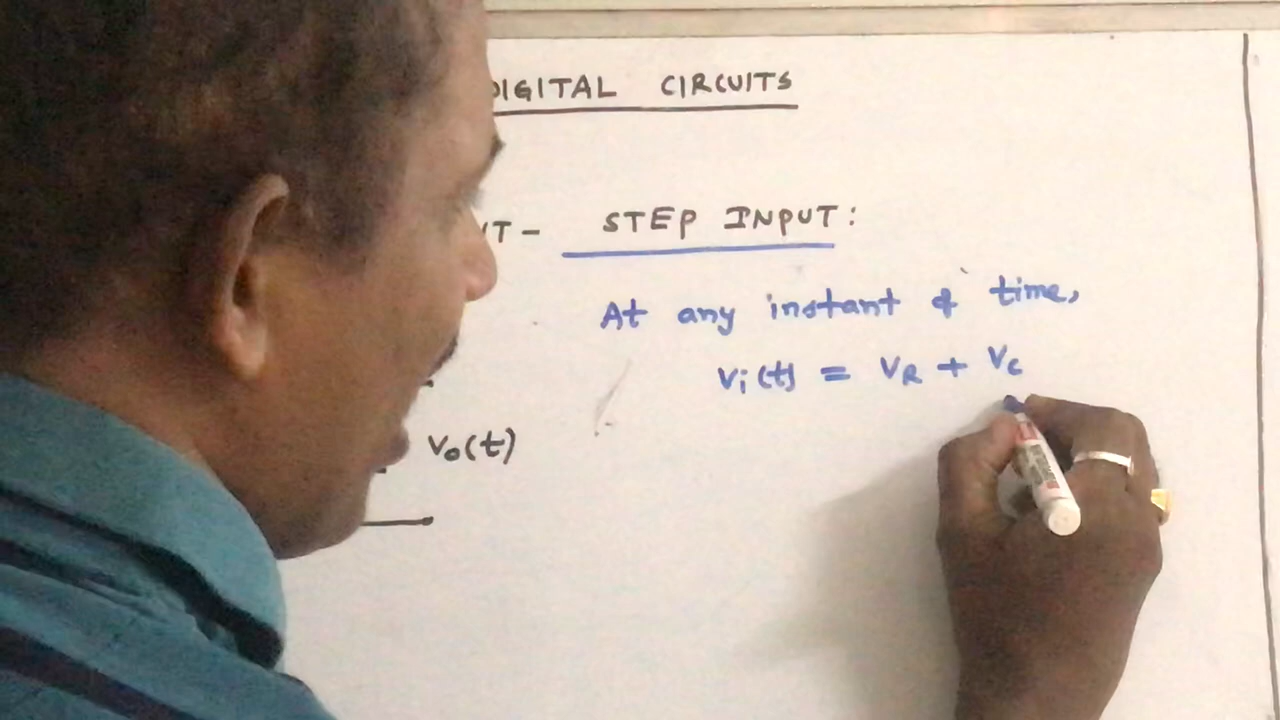 DIGITAL CIRCUITS
STEP INPUT:
At any instant of time,
Vi(t) = VR + VC
Vo(t)